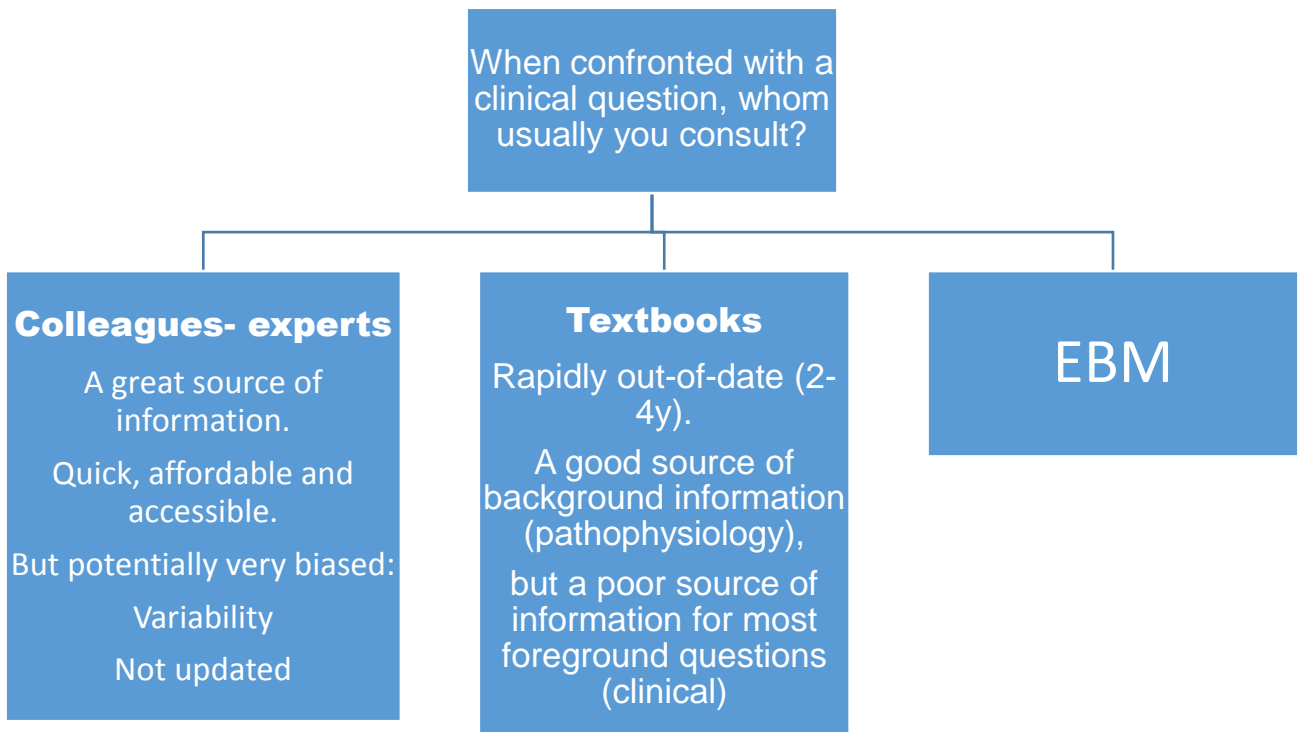 When confronted with a
clinical question, whom
usually you consult?
Colleagues- experts
A great source of
information.
Quick, affordable and
accessible.
But potentially very biased:
Variability
Not updated
Textbooks
Rapidly out-of-date (2-
4y).
A good source of
background information
(pathophysiology),
but a poor source of
information for most
foreground questions
(clinical)
EBM